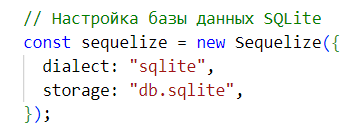 // Настройка базы данных SQLite
const sequelize = new Sequelize({
  dialect: "sqlite",
  storage: "db.sqlite",
});